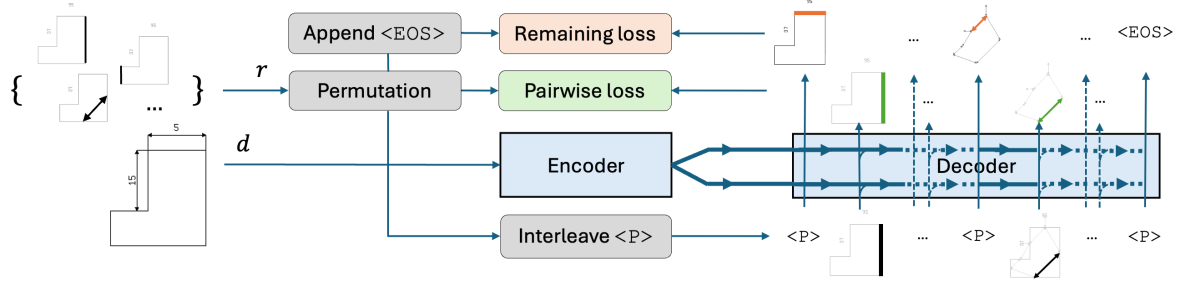 Append <EOS>
Remaining loss
...
...
<EOS>
{
}
...
r
Permutation
Pairwise loss
...
...
5
15
d
Encoder
Decoder
Interleave <P>
<P>
...
<P>
...
<P>